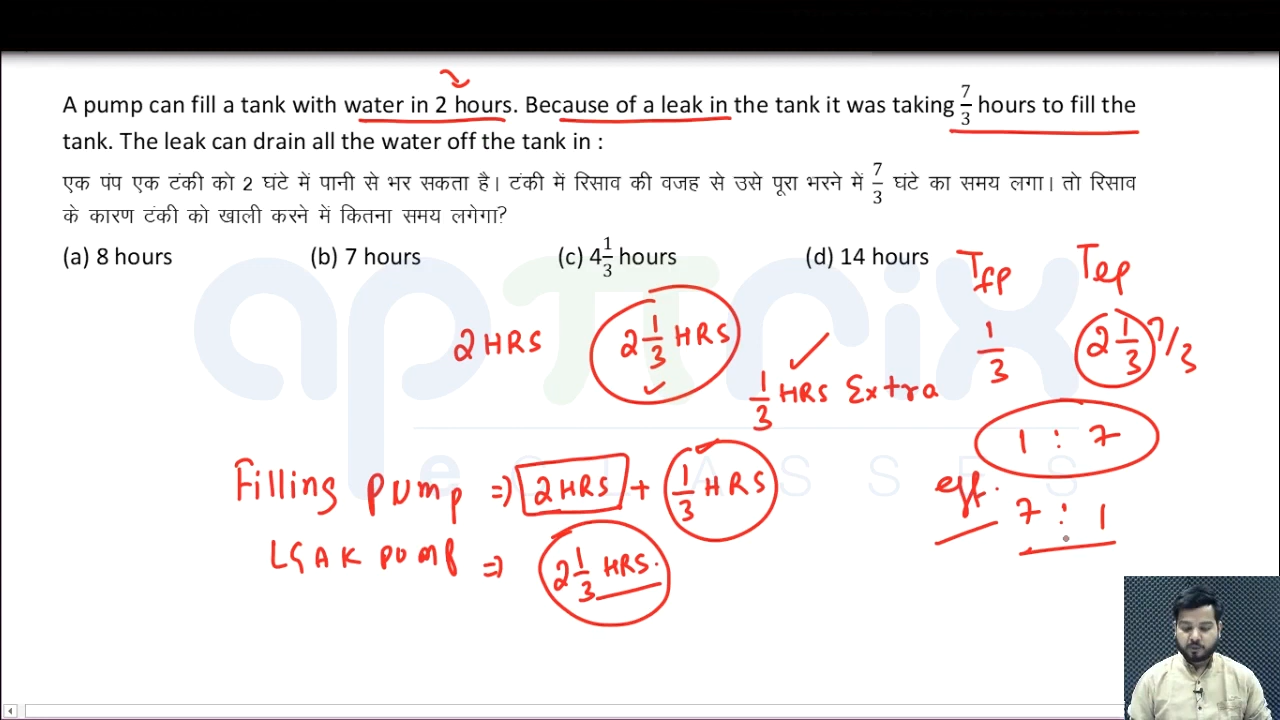 A pump can fill a tank with water in 2 hours. Because of a leak in the tank it was taking 7/3 hours to fill the
tank. The leak can drain all the water off the tank in :
एक पंप एक टंकी को 2 घंटे में पानी से भर सकता है। टंकी में रिसाव की वजह से उसे पूरा भरने में 7/3 घंटे का समय लगा। तो रिसाव
के कारण टंकी को खाली करने में कितना समय लगेगा?
(a) 8 hours (b) 7 hours (c) 4 1/3 hours (d) 14 hours
Tfp Tep
2 HRS 2 1/3 HRS
1/3 2 1/3 7/3
1/3 HRS Extra
1 : 7
Filling pump ⇒ 2 HRS + 1/3 HRS
eff. 7 : 1
LEAK PUMP ⇒ 2 1/3 HRS.
aptrix
e CLASSES